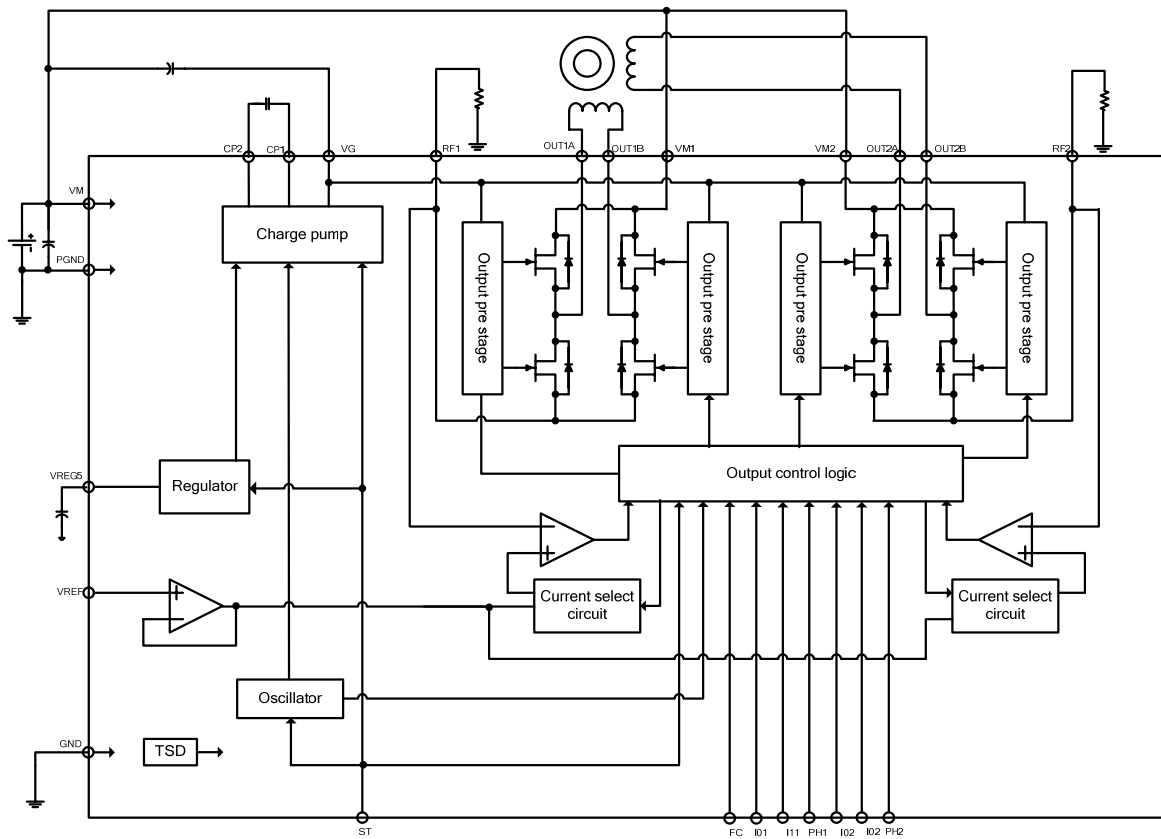 CP2
CP1
VG
RF1
OUT1A
OUT1B
VM1
VM2
OUT2A
OUT2B
RF2
VM
PGND
Charge pump
Output pre stage
Output pre stage
Output pre stage
Output pre stage
VREG5
Regulator
Output control logic
VREF
Current select
circuit
Current select
circuit
Oscillator
GND
TSD
ST
FC
I01
I11
PH1
I02
I02
PH2